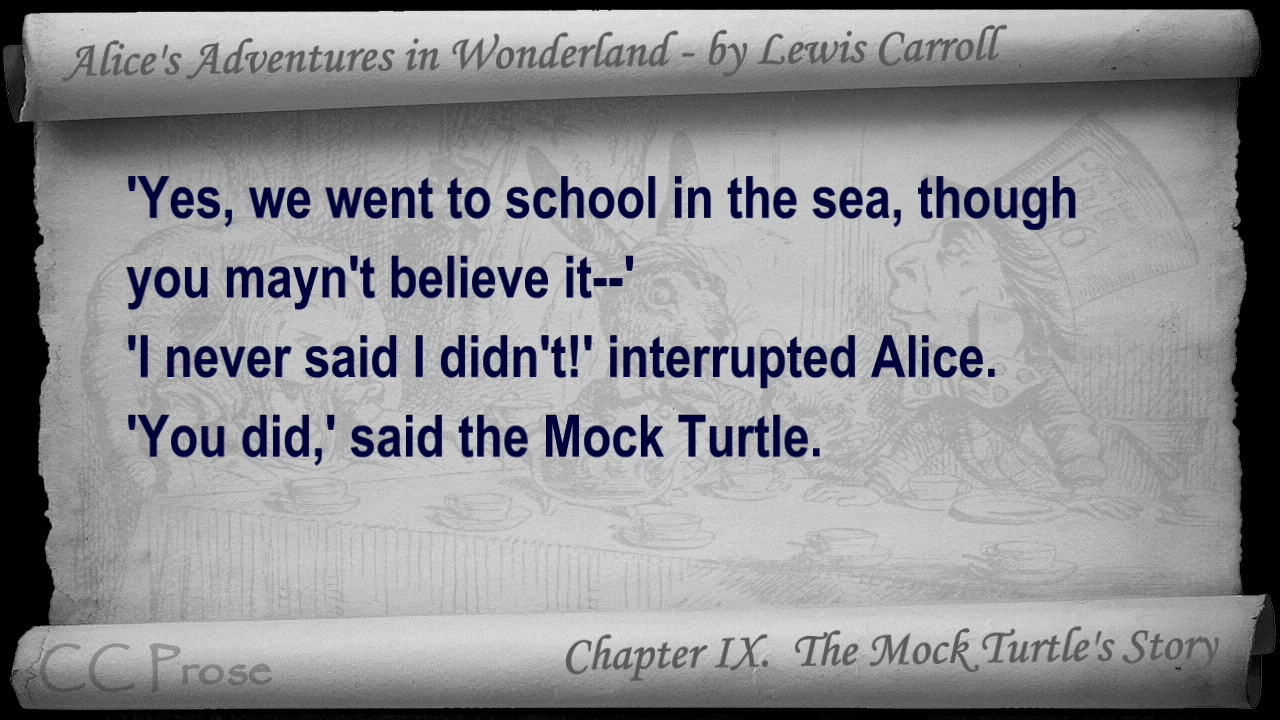 Alice's Adventures in Wonderland - by Lewis Carroll
'Yes, we went to school in the sea, though
you mayn't believe it--'
'I never said I didn't!' interrupted Alice.
'You did,' said the Mock Turtle.
CC Prose
Chapter IX. The Mock Turtle's Story